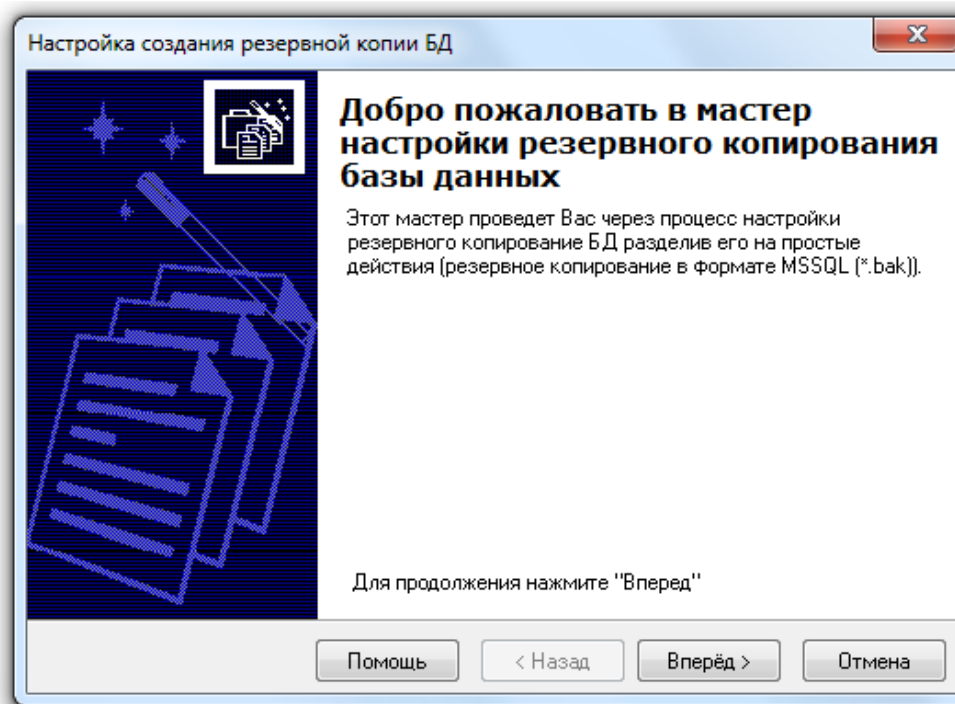 Настройка создания резервной копии БД
Добро пожаловать в мастер
настройки резервного копирования
базы данных
Этот мастер проведет Вас через процесс настройки
резервного копирование БД разделив его на простые
действия (резервное копирование в формате MSSQL (*.bak)).
Для продолжения нажмите "Вперед"
Помощь
< Назад
Вперёд >
Отмена